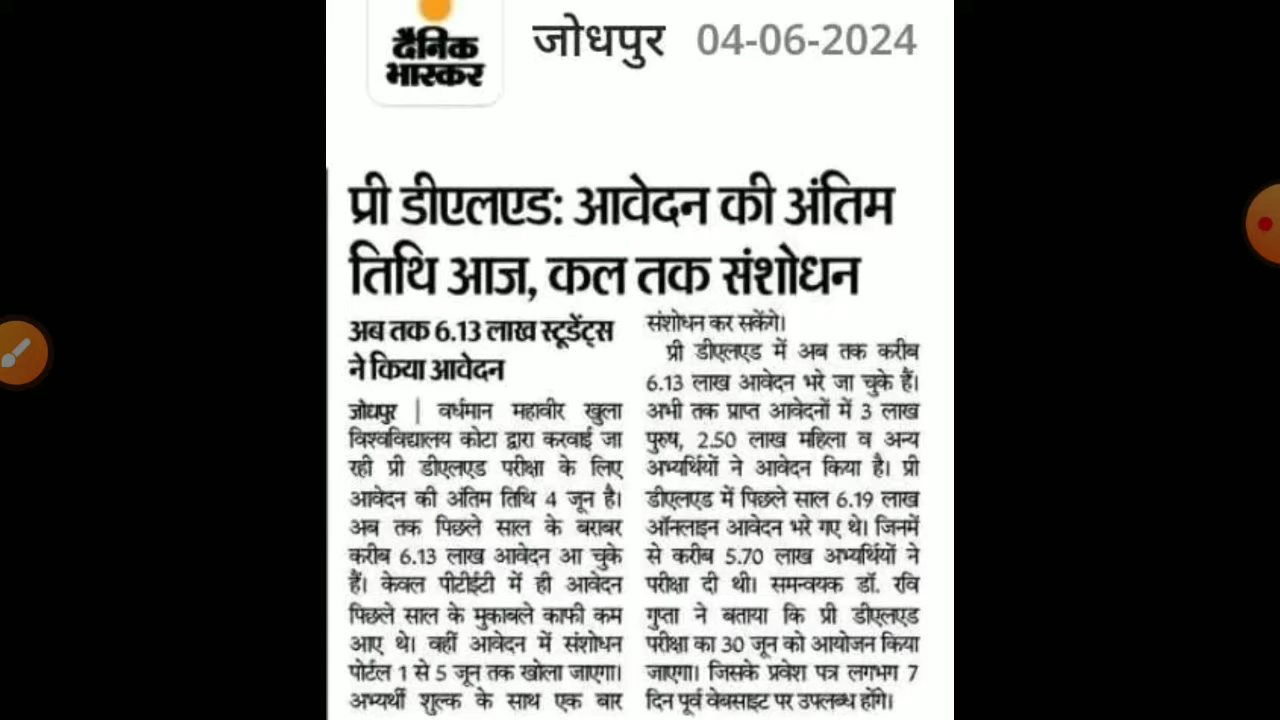 दैनिक
भास्कर
जोधपुर 04-06-2024
प्री डीएलएड: आवेदन की अंतिम
तिथि आज, कल तक संशोधन
अब तक 6.13 लाख स्टूडेंट्स
ने किया आवेदन
जोधपुर | वर्धमान महावीर खुला
विश्वविद्यालय कोटा द्वारा करवाई जा
रही प्री डीएलएड परीक्षा के लिए
आवेदन की अंतिम तिथि 4 जून है।
अब तक पिछले साल के बराबर
करीब 6.13 लाख आवेदन आ चुके
हैं। केवल पीटीईटी में ही आवेदन
पिछले साल के मुकाबले काफी कम
आए थे। वहीं आवेदन में संशोधन
पोर्टल 1 से 5 जून तक खोला जाएगा।
अभ्यर्थी शुल्क के साथ एक बार
संशोधन कर सकेंगे।
प्री डीएलएड में अब तक करीब
6.13 लाख आवेदन भरे जा चुके हैं।
अभी तक प्राप्त आवेदनों में 3 लाख
पुरुष, 2.50 लाख महिला व अन्य
अभ्यर्थियों ने आवेदन किया है। प्री
डीएलएड में पिछले साल 6.19 लाख
ऑनलाइन आवेदन भरे गए थे। जिनमें
से करीब 5.70 लाख अभ्यर्थियों ने
परीक्षा दी थी। समन्वयक डॉ. रवि
गुप्ता ने बताया कि प्री डीएलएड
परीक्षा का 30 जून को आयोजन किया
जाएगा। जिसके प्रवेश पत्र लगभग 7
दिन पूर्व वेबसाइट पर उपलब्ध होंगे।